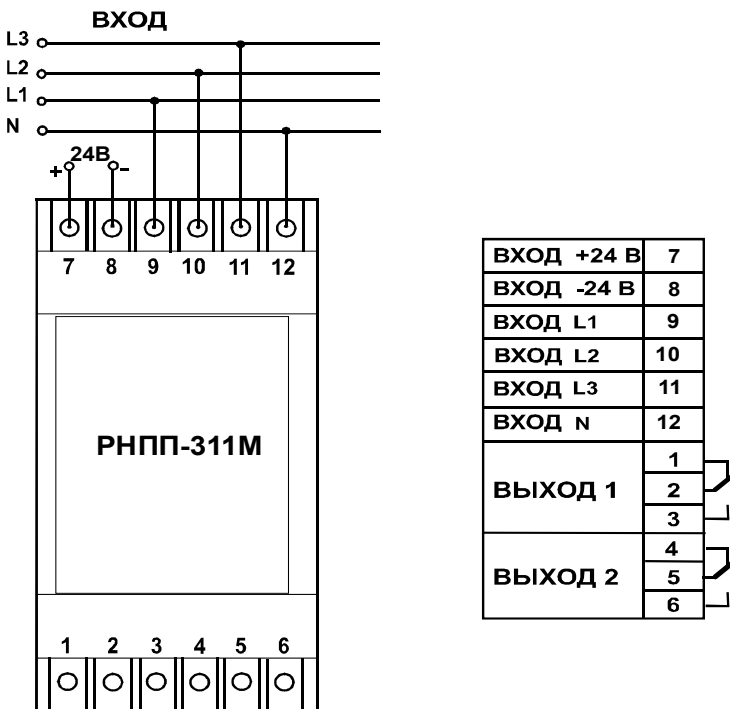 ВХОД
L3
L2
L1
N
+ 24В -
7 8 9 10 11 12
РНПП-311М
1 2 3 4 5 6
ВХОД +24 В 7
ВХОД -24 В 8
ВХОД L1 9
ВХОД L2 10
ВХОД L3 11
ВХОД N 12
ВЫХОД 1
1
2
3
ВЫХОД 2
4
5
6